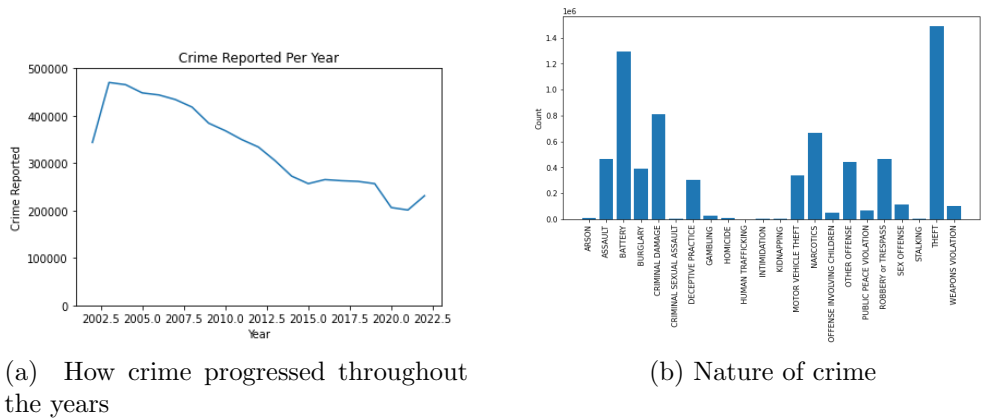 Crime Reported Per Year
500000
400000
300000
200000
100000
0
Crime Reported
2002.5 2005.0 2007.5 2010.0 2012.5 2015.0 2017.5 2020.0 2022.5
Year
(a) How crime progressed throughout
the years
1e6
1.4
1.2
1.0
0.8
0.6
0.4
0.2
0.0
Count
ARSON
ASSAULT
BATTERY
BURGLARY
CRIMINAL DAMAGE
CRIMINAL SEXUAL ASSAULT
DECEPTIVE PRACTICE
GAMBLING
HOMICIDE
HUMAN TRAFFICKING
INTIMIDATION
KIDNAPPING
MOTOR VEHICLE THEFT
NARCOTICS
OFFENSE INVOLVING CHILDREN
OTHER OFFENSE
PUBLIC PEACE VIOLATION
ROBBERY or TRESPASS
SEX OFFENSE
STALKING
THEFT
WEAPONS VIOLATION
(b) Nature of crime